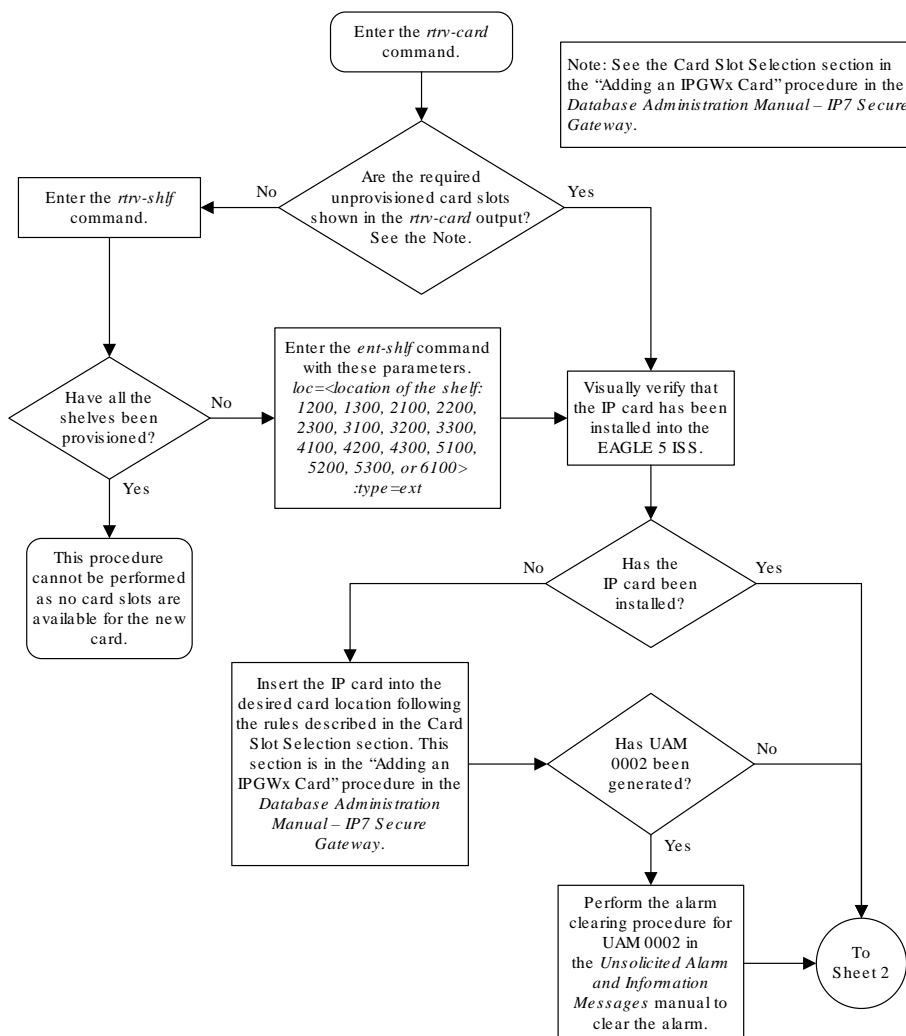 Enter the rtrv-card
command.
Note: See the Card Slot Selection section in
the “Adding an IPGWx Card” procedure in the
Database Administration Manual – IP7 Secure
Gateway.
Are the required
unprovisioned card slots
shown in the rtrv-card output?
See the Note.
No
Yes
Enter the rtrv-shlf
command.
Have all the
shelves been
provisioned?
No
Yes
Enter the ent-shlf command
with these parameters.
loc=<location of the shelf:
1200, 1300, 2100, 2200,
2300, 3100, 3200, 3300,
4100, 4200, 4300, 5100,
5200, 5300, or 6100>
:type=ext
Visually verify that
the IP card has been
installed into the
EAGLE 5 ISS.
This procedure
cannot be performed
as no card slots are
available for the new
card.
Has the
IP card been
installed?
No
Yes
Insert the IP card into the
desired card location following
the rules described in the Card
Slot Selection section. This
section is in the “Adding an
IPGWx Card” procedure in the
Database Administration
Manual – IP7 Secure
Gateway.
Has UAM
0002 been
generated?
No
Yes
Perform the alarm
clearing procedure for
UAM 0002 in
the Unsolicited Alarm
and Information
Messages manual to
clear the alarm.
To
Sheet 2